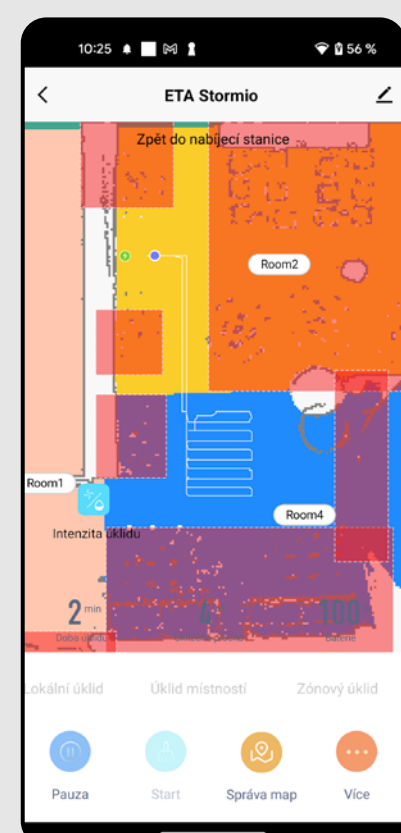 10:25 56 %
ETA Stormio
Zpět do nabíjecí stanice
Room2
Room1
Room4
Intenzita úklidu
2 min 100
Doba úklidu Baterie
Lokální úklid Úklid místností Zónový úklid
Pauza Start Správa map Více